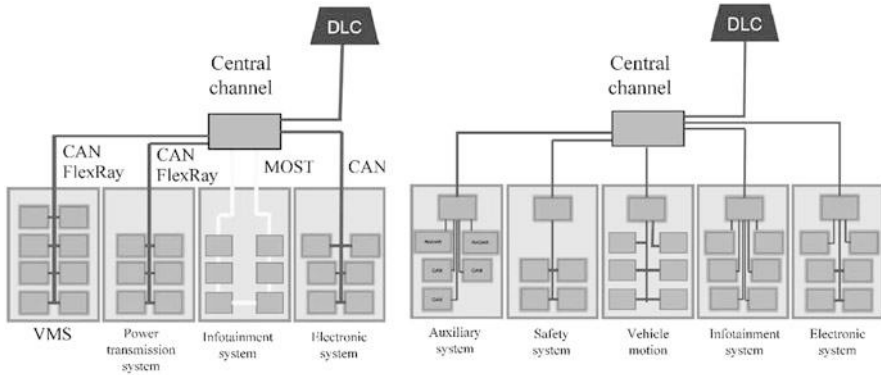 DLC
Central
channel
CAN
FlexRay
CAN
FlexRay
MOST
CAN
VMS
Power
transmission
system
Infotainment
system
Electronic
system
DLC
Central
channel
CAN
CAN
CAN
Auxiliary
system
Safety
system
Vehicle
motion
Infotainment
system
Electronic
system